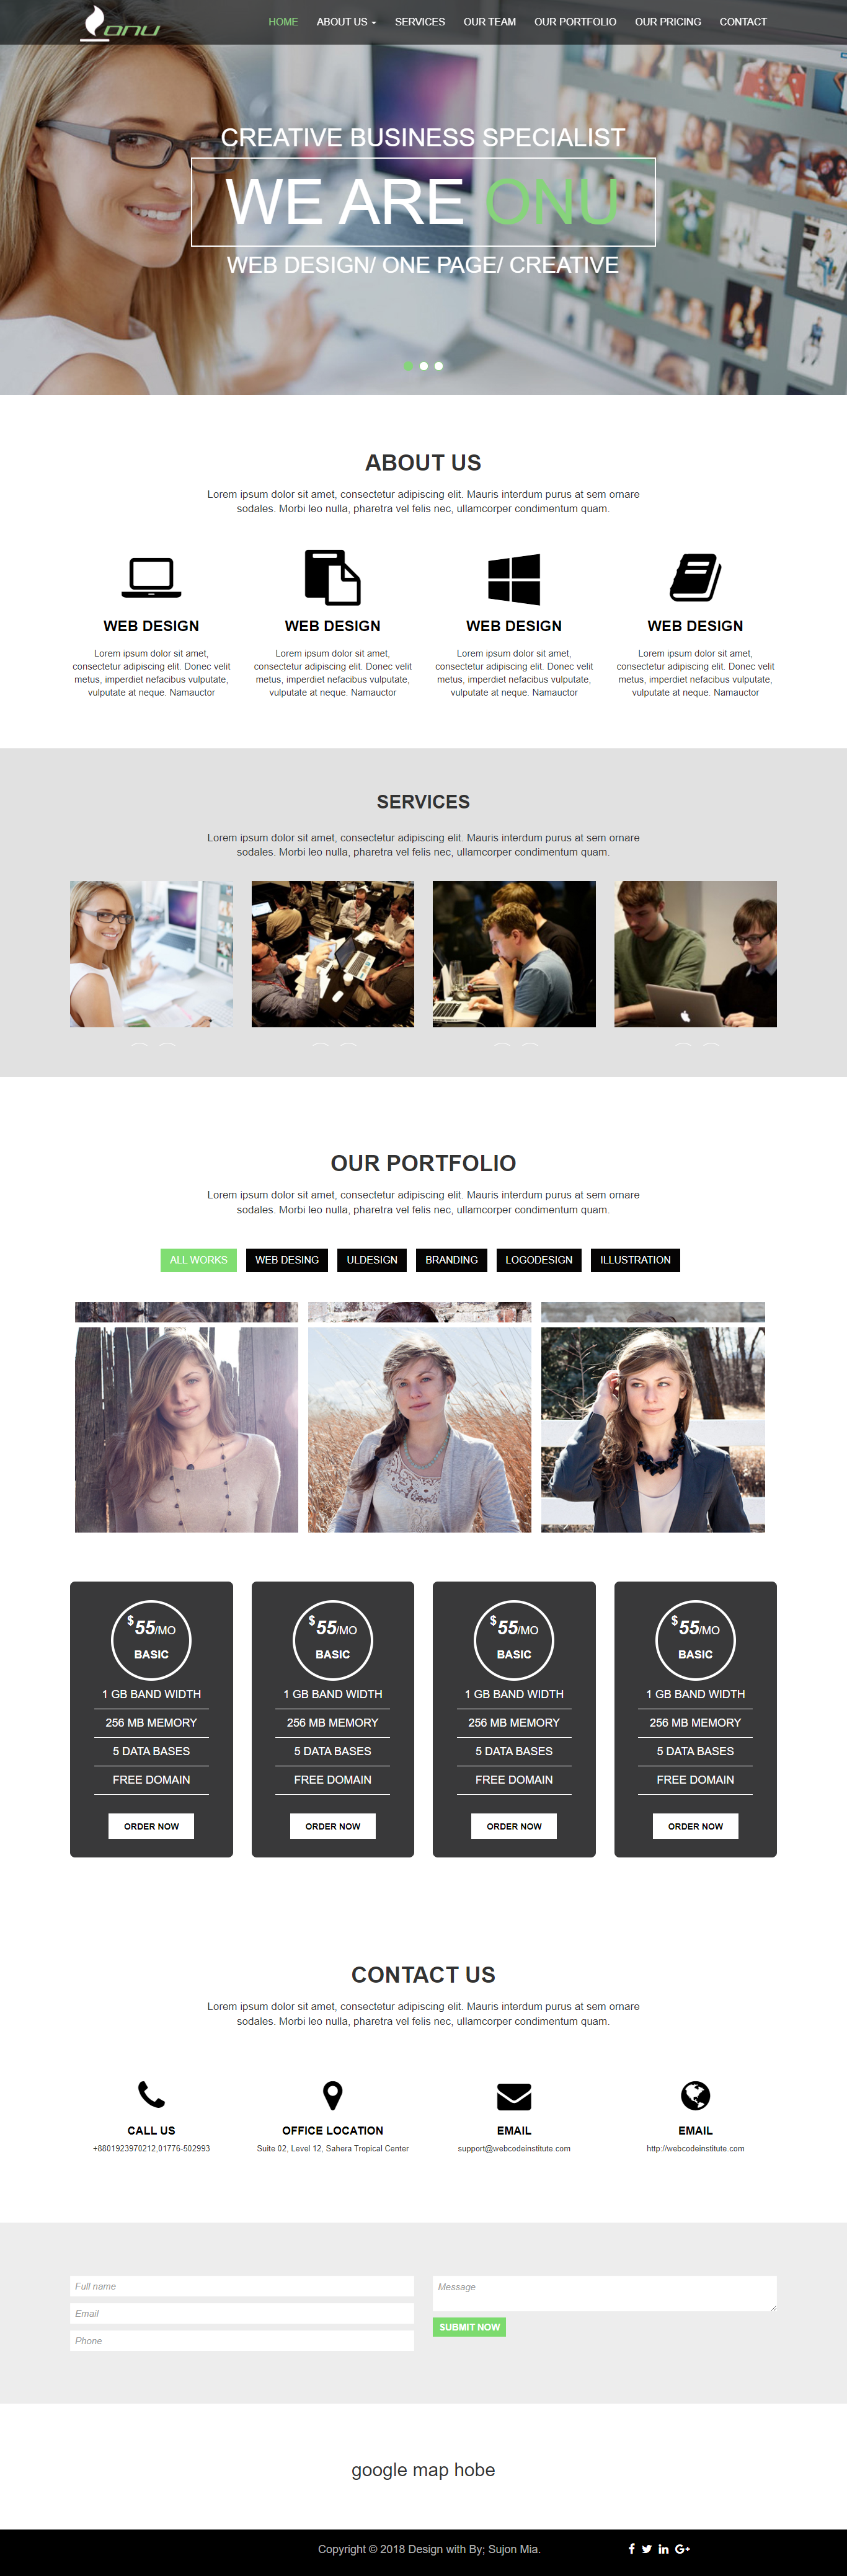 onu
HOME ABOUT US SERVICES OUR TEAM OUR PORTFOLIO OUR PRICING CONTACT
CREATIVE BUSINESS SPECIALIST
WE ARE ONU
WEB DESIGN/ ONE PAGE/ CREATIVE
ABOUT US
Lorem ipsum dolor sit amet, consectetur adipiscing elit. Mauris interdum purus at sem ornare
sodales. Morbi leo nulla, pharetra vel felis nec, ullamcorper condimentum quam.
WEB DESIGN
Lorem ipsum dolor sit amet,
consectetur adipiscing elit. Donec velit
metus, imperdiet nefacibus vulputate,
vulputate at neque. Namauctor
WEB DESIGN
Lorem ipsum dolor sit amet,
consectetur adipiscing elit. Donec velit
metus, imperdiet nefacibus vulputate,
vulputate at neque. Namauctor
WEB DESIGN
Lorem ipsum dolor sit amet,
consectetur adipiscing elit. Donec velit
metus, imperdiet nefacibus vulputate,
vulputate at neque. Namauctor
WEB DESIGN
Lorem ipsum dolor sit amet,
consectetur adipiscing elit. Donec velit
metus, imperdiet nefacibus vulputate,
vulputate at neque. Namauctor
SERVICES
Lorem ipsum dolor sit amet, consectetur adipiscing elit. Mauris interdum purus at sem ornare
sodales. Morbi leo nulla, pharetra vel felis nec, ullamcorper condimentum quam.
OUR PORTFOLIO
Lorem ipsum dolor sit amet, consectetur adipiscing elit. Mauris interdum purus at sem ornare
sodales. Morbi leo nulla, pharetra vel felis nec, ullamcorper condimentum quam.
ALL WORKS WEB DESING ULDESIGN BRANDING LOGODESIGN ILLUSTRATION
$55/MO
BASIC
1 GB BAND WIDTH
256 MB MEMORY
5 DATA BASES
FREE DOMAIN
ORDER NOW
$55/MO
BASIC
1 GB BAND WIDTH
256 MB MEMORY
5 DATA BASES
FREE DOMAIN
ORDER NOW
$55/MO
BASIC
1 GB BAND WIDTH
256 MB MEMORY
5 DATA BASES
FREE DOMAIN
ORDER NOW
$55/MO
BASIC
1 GB BAND WIDTH
256 MB MEMORY
5 DATA BASES
FREE DOMAIN
ORDER NOW
CONTACT US
Lorem ipsum dolor sit amet, consectetur adipiscing elit. Mauris interdum purus at sem ornare
sodales. Morbi leo nulla, pharetra vel felis nec, ullamcorper condimentum quam.
CALL US
+8801923970212,01776-502993
OFFICE LOCATION
Suite 02, Level 12, Sahera Tropical Center
EMAIL
support@webcodeinstitute.com
EMAIL
http://webcodeinstitute.com
Full name
Email
Phone
Message
SUBMIT NOW
google map hobe
Copyright © 2018 Design with By; Sujon Mia.